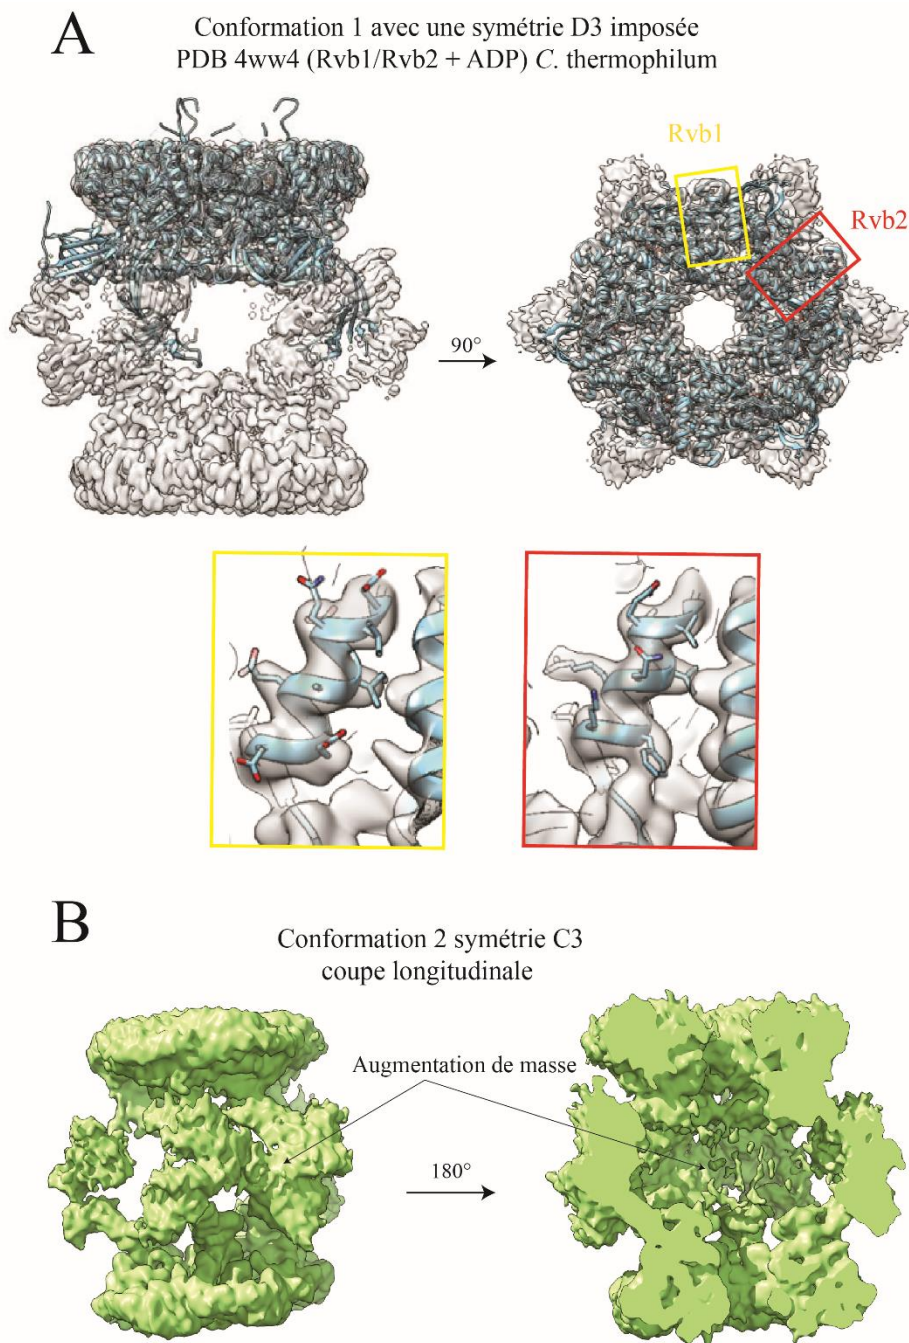 A
Conformation 1 avec une symétrie D3 imposée
PDB 4ww4 (Rvb1/Rvb2 + ADP) C. thermophilum
Rvb1
Rvb2
90°
B
Conformation 2 symétrie C3
coupe longitudinale
Augmentation de masse
180°